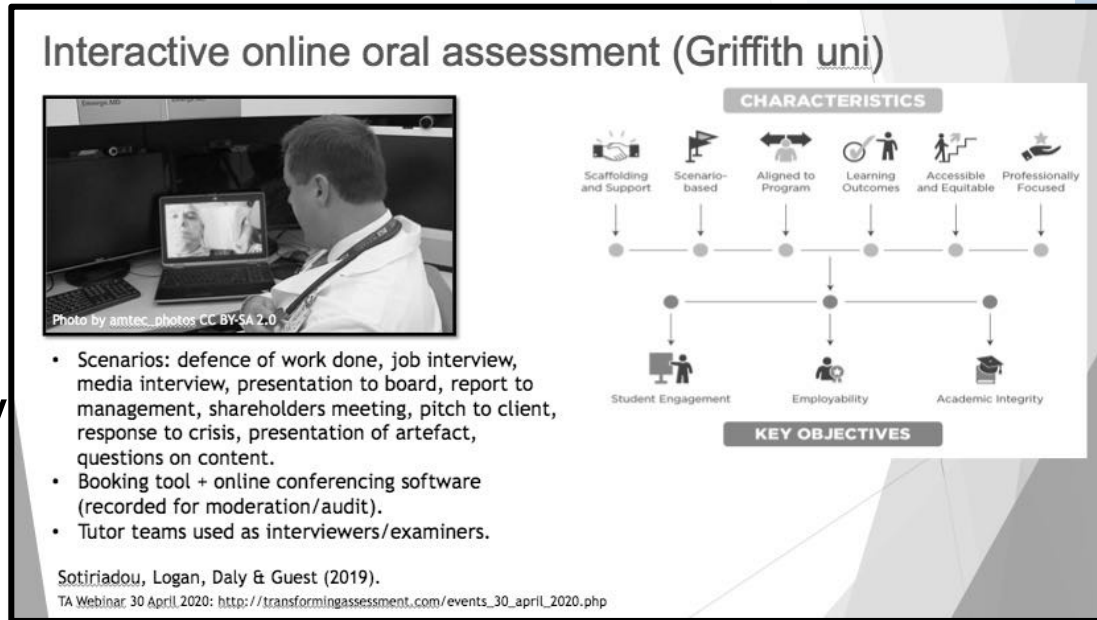 Interactive online oral assessment (Griffith uni)
Photo by amtec_photos CC BY-SA 2.0
• Scenarios: defence of work done, job interview,
media interview, presentation to board, report to
management, shareholders meeting, pitch to client,
response to crisis, presentation of artefact,
questions on content.
• Booking tool + online conferencing software
(recorded for moderation/audit).
• Tutor teams used as interviewers/examiners.
Sotiriadou, Logan, Daly & Guest (2019).
TA Webinar 30 April 2020: http://transformingassessment.com/events_30_april_2020.php
CHARACTERISTICS
Scaffolding
and Support
Scenario-
based
Aligned to
Program
Learning
Outcomes
Accessible
and Equitable
Professionally
Focused
Student Engagement
Employability
Academic Integrity
KEY OBJECTIVES